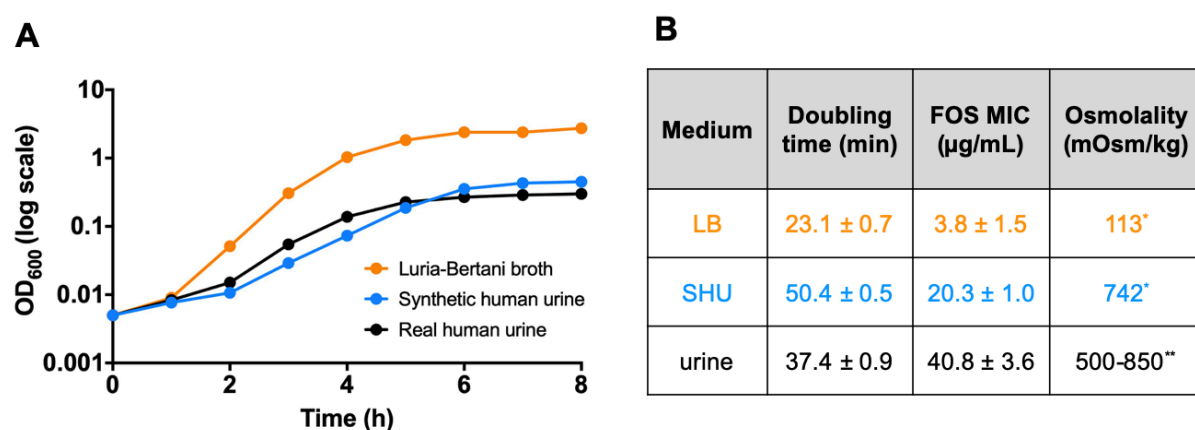 A
OD600 (log scale)
10
1
0.1
0.01
0.001
0 2 4 6 8
Time (h)
Luria-Bertani broth
Synthetic human urine
Real human urine
B
Medium Doubling time (min) FOS MIC (µg/mL) Osmolality (mOsm/kg)
LB 23.1 ± 0.7 3.8 ± 1.5 113*
SHU 50.4 ± 0.5 20.3 ± 1.0 742*
urine 37.4 ± 0.9 40.8 ± 3.6 500-850**